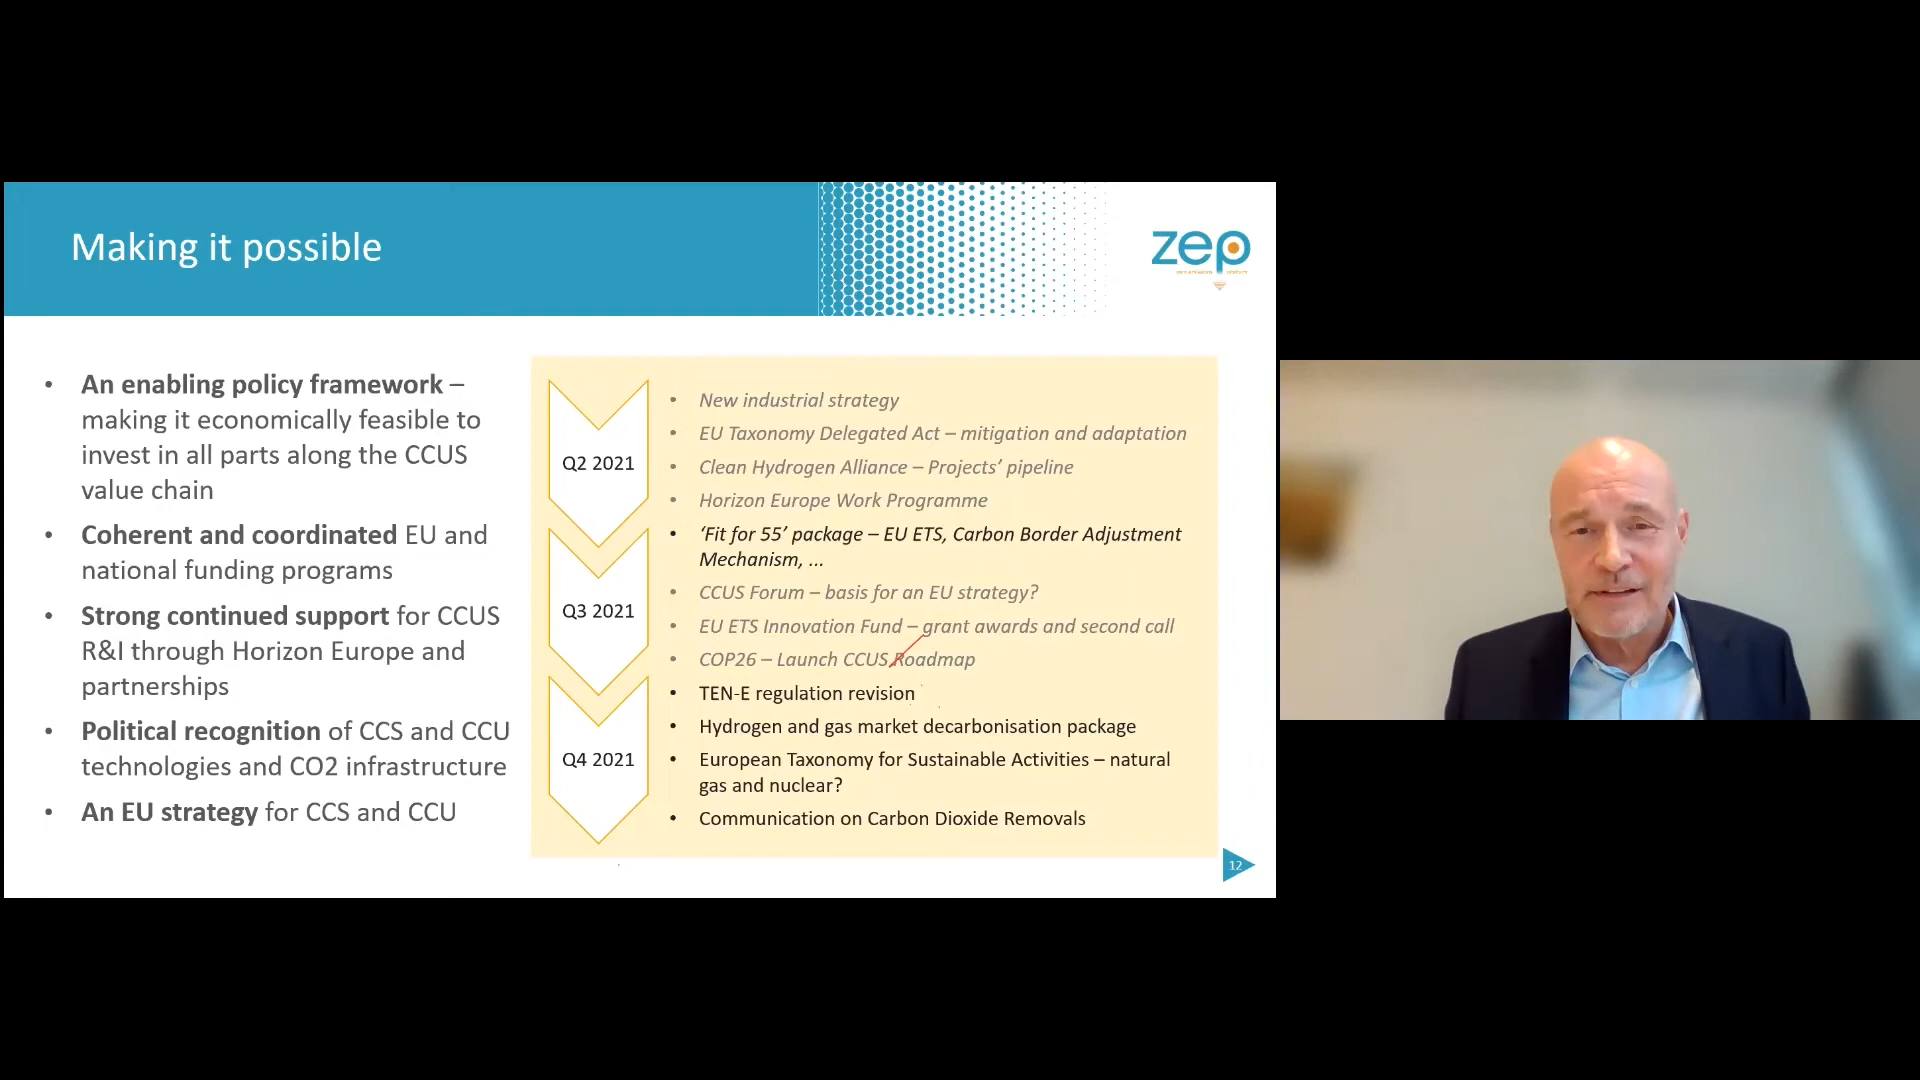 Making it possible
zep
• An enabling policy framework –
making it economically feasible to
invest in all parts along the CCUS
value chain
• Coherent and coordinated EU and
national funding programs
• Strong continued support for CCUS
R&I through Horizon Europe and
partnerships
• Political recognition of CCS and CCU
technologies and CO2 infrastructure
• An EU strategy for CCS and CCU
Q2 2021
Q3 2021
Q4 2021
• New industrial strategy
• EU Taxonomy Delegated Act – mitigation and adaptation
• Clean Hydrogen Alliance – Projects’ pipeline
• Horizon Europe Work Programme
• ‘Fit for 55’ package – EU ETS, Carbon Border Adjustment
Mechanism, ...
• CCUS Forum – basis for an EU strategy?
• EU ETS Innovation Fund – grant awards and second call
• COP26 – Launch CCUS Roadmap
• TEN-E regulation revision
• Hydrogen and gas market decarbonisation package
• European Taxonomy for Sustainable Activities – natural
gas and nuclear?
• Communication on Carbon Dioxide Removals
12